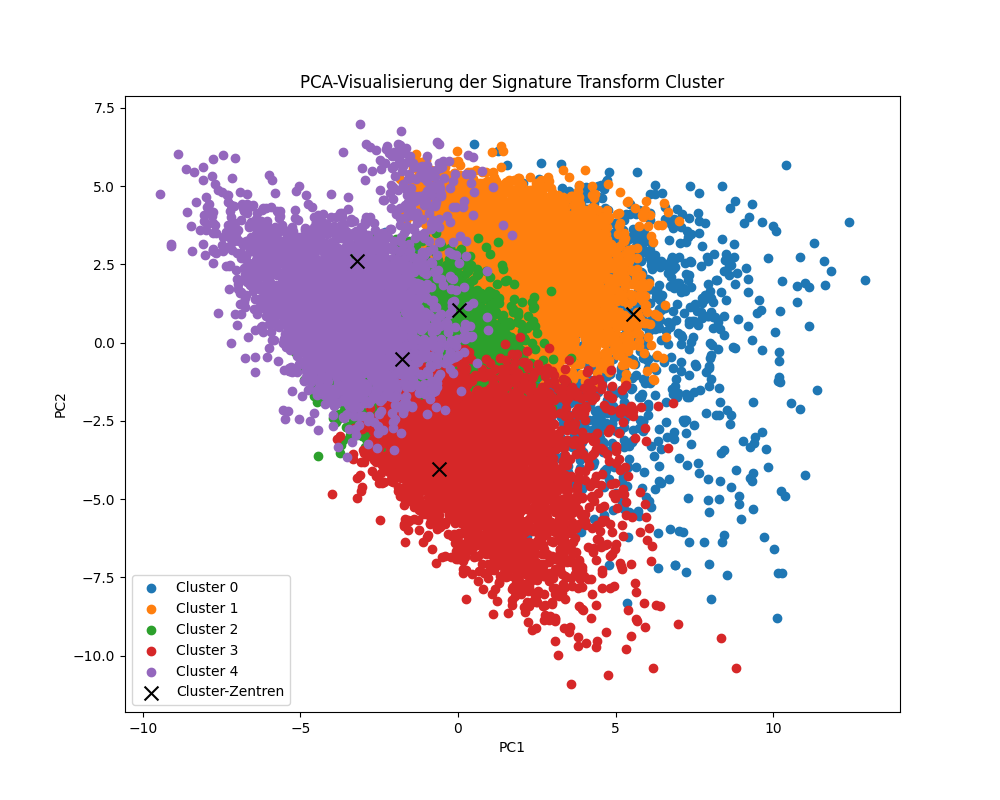 PCA-Visualisierung der Signature Transform Cluster
7.5
5.0
2.5
0.0
−2.5
−5.0
−7.5
−10.0
PC2
Cluster 0
Cluster 1
Cluster 2
Cluster 3
Cluster 4
Cluster-Zentren
−10
−5
0
5
10
PC1